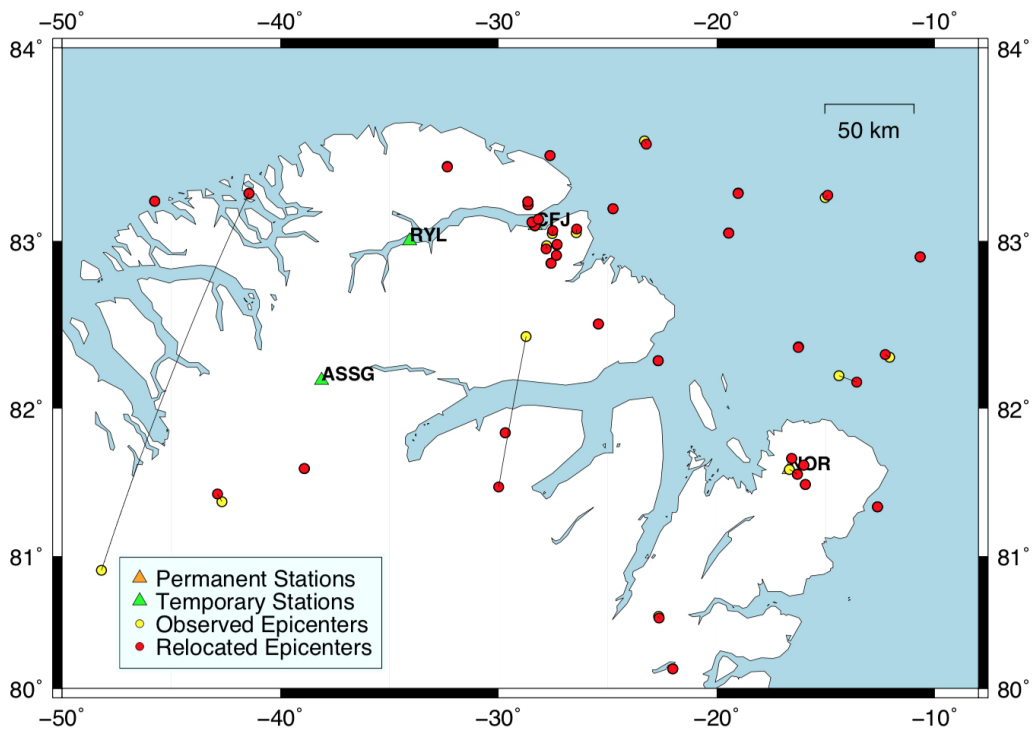 −50° −40° −30° −20° −10°
84° 84°
50 km
CFJ
83° RYL 83°
ASSG
82° 82°
NOR
81° 81°
Permanent Stations
Temporary Stations
Observed Epicenters
Relocated Epicenters
80° 80°
−50° −40° −30° −20° −10°